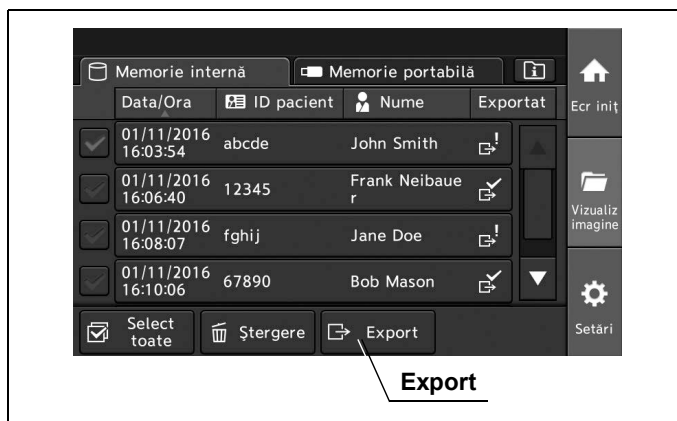 Memorie internă
Memorie portabilă
Ecr iniț
Data/Ora ID pacient Nume Exportat
01/11/2016
16:03:54
abcde John Smith
01/11/2016
16:06:40
12345 Frank Neibaue
r
01/11/2016
16:08:07
fghij Jane Doe
01/11/2016
16:10:06
67890 Bob Mason
Vizualiz
imagine
Setări
Select
toate
Ștergere
Export
Export